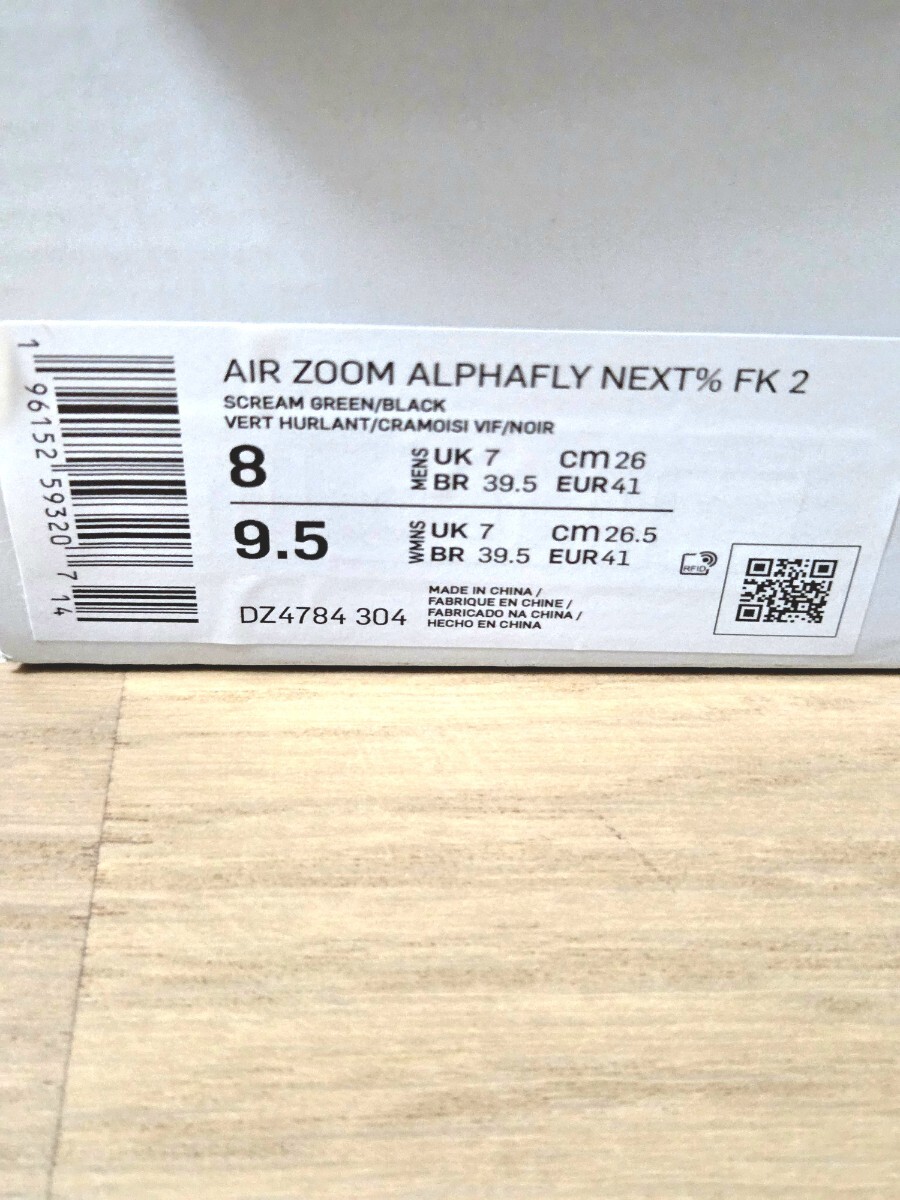 AIR ZOOM ALPHAFLY NEXT% FK 2
SCREAM GREEN/BLACK
VERT HURLANT/CRAMOISI VIF/NOIR
8 MENS UK 7 cm 26
BR 39.5 EUR 41
9.5 WMNS UK 7 cm 26.5
BR 39.5 EUR 41
RFID
DZ4784 304
MADE IN CHINA /
FABRIQUE EN CHINE /
FABRICADO NA CHINA /
HECHO EN CHINA
1 96152 59320 7 14